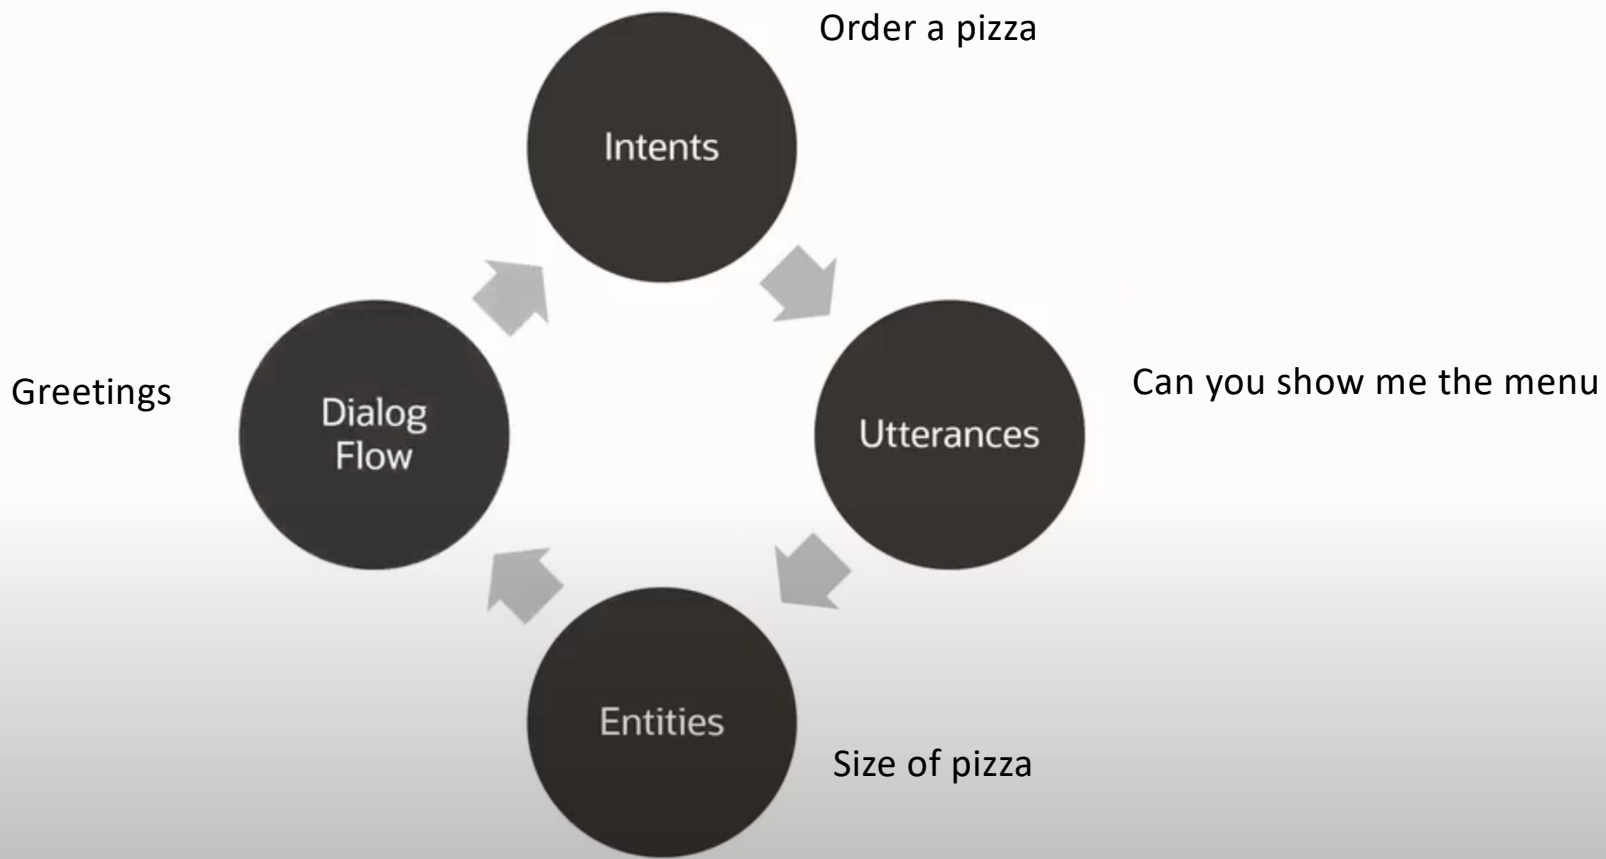 Order a pizza
Intents
Greetings
Dialog
Flow
Utterances
Can you show me the menu
Entities
Size of pizza